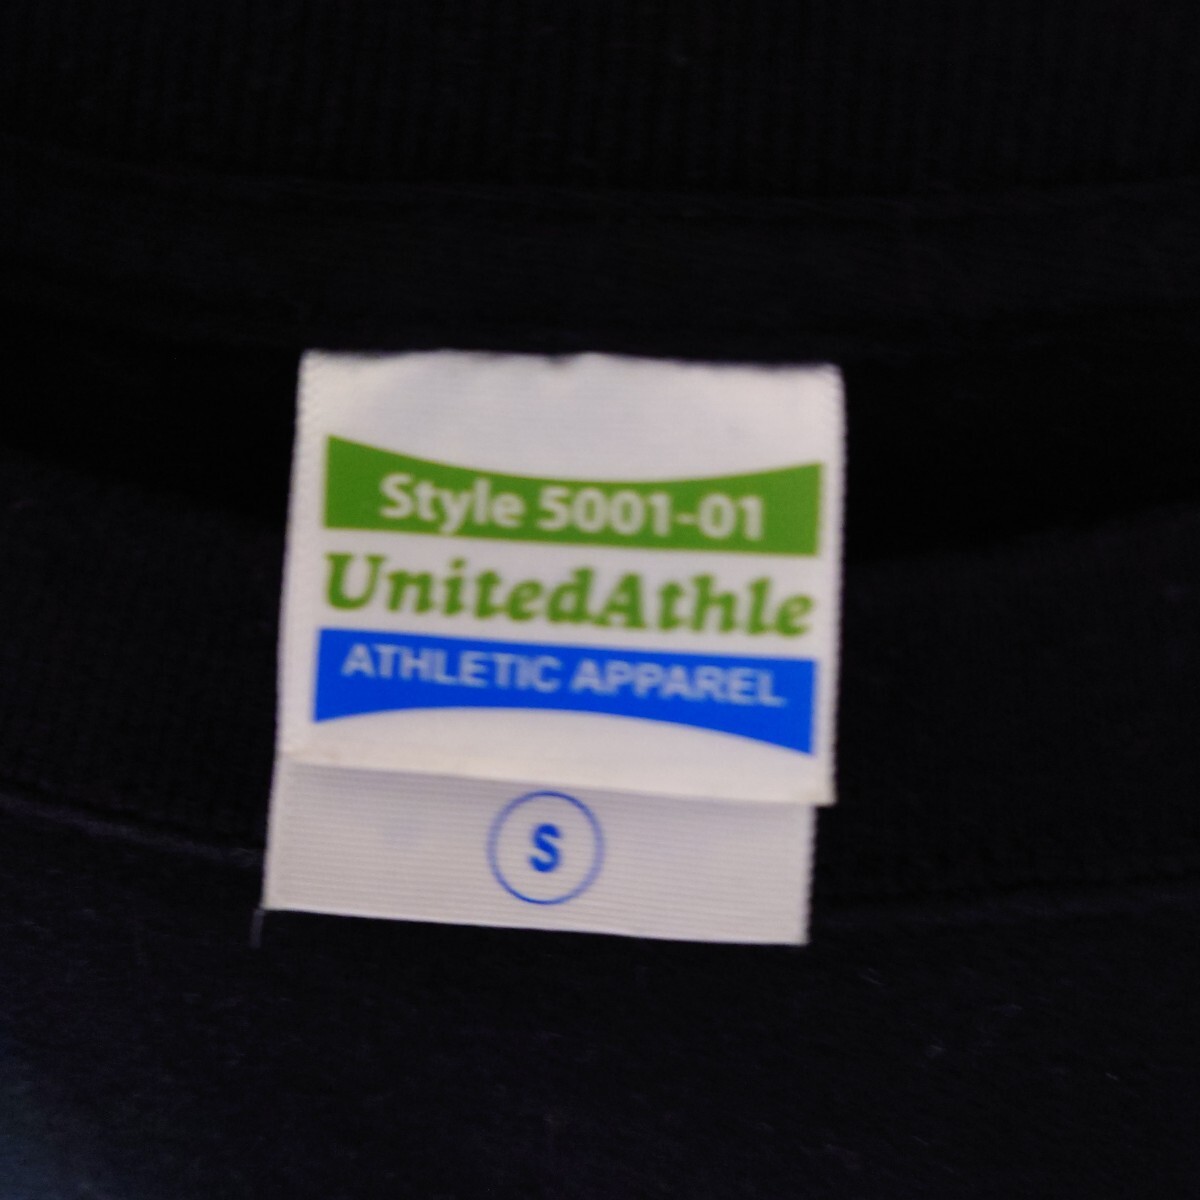 Style 5001-01
UnitedAthle
ATHLETIC APPAREL
S